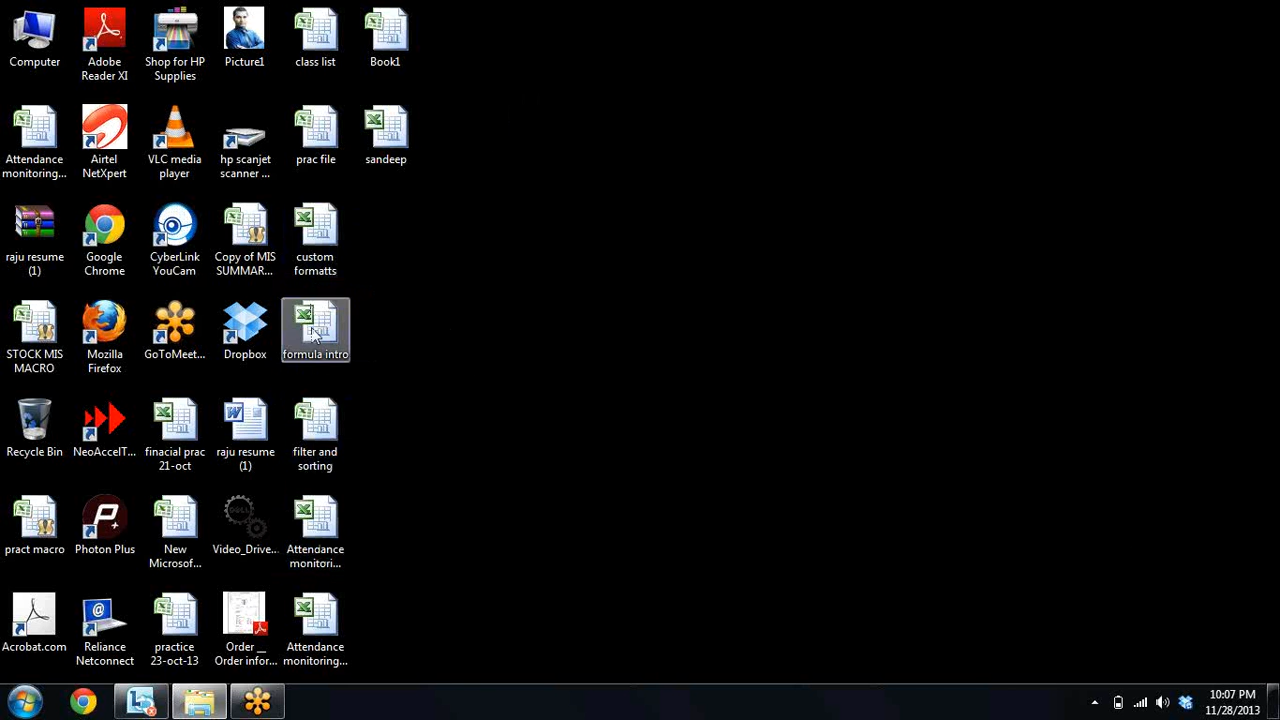 Computer
Adobe
Reader XI
Shop for HP
Supplies
Picture1
class list
Book1
Attendance
monitoring...
Airtel
NetXpert
VLC media
player
hp scanjet
scanner ...
prac file
sandeep
raju resume
(1)
Google
Chrome
CyberLink
YouCam
Copy of MIS
SUMMAR...
custom
formatts
STOCK MIS
MACRO
Mozilla
Firefox
GoToMeet...
Dropbox
formula intro
Recycle Bin
NeoAccelT...
finacial prac
21-oct
raju resume
(1)
filter and
sorting
pract macro
Photon Plus
New
Microsof...
Video_Drive...
Attendance
monitori...
Acrobat.com
Reliance
Netconnect
practice
23-oct-13
Order __
Order infor...
Attendance
monitoring...
10:07 PM
11/28/2013